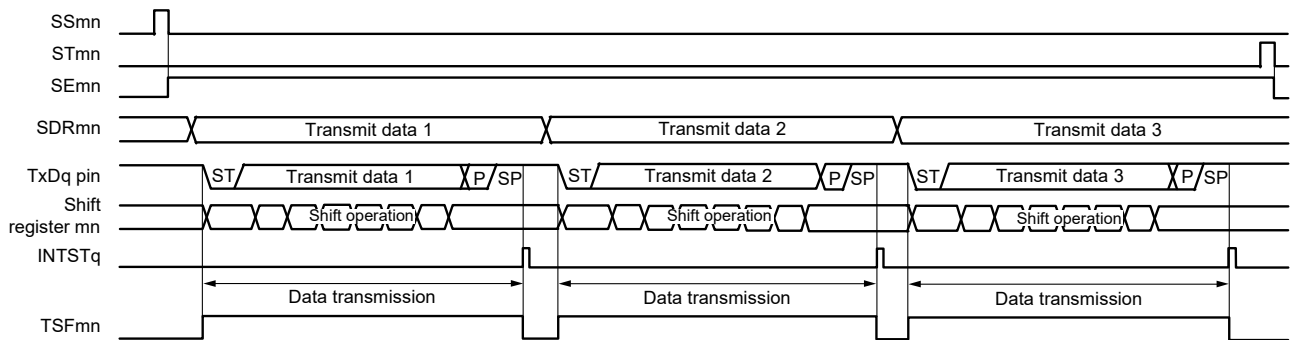 SSmn
STmn
SEmn
SDRmn Transmit data 1 Transmit data 2 Transmit data 3
TxDq pin ST Transmit data 1 P SP ST Transmit data 2 P SP ST Transmit data 3 P SP
Shift
register mn Shift operation Shift operation Shift operation
INTSTq
Data transmission Data transmission Data transmission
TSFmn